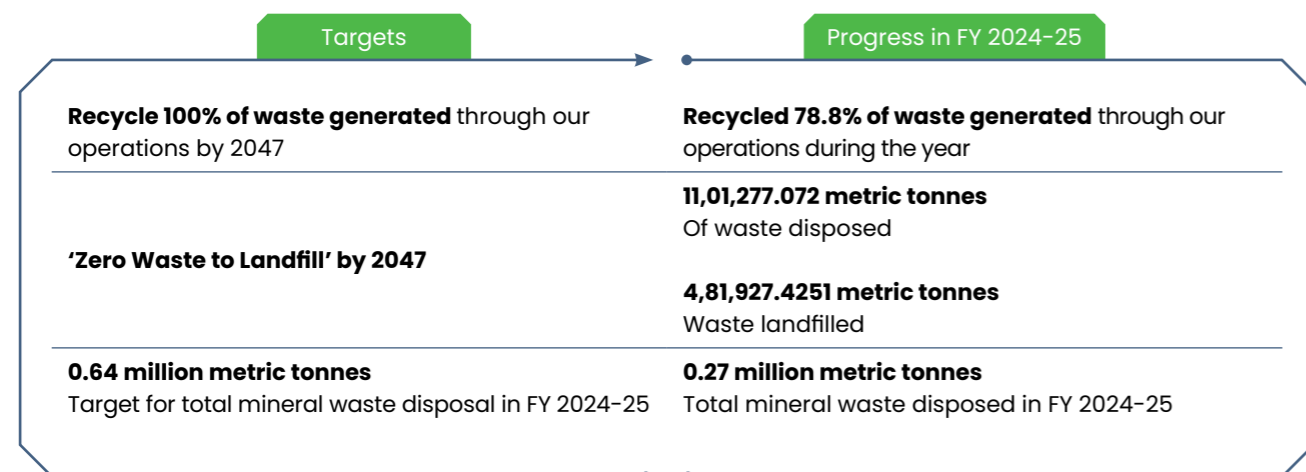 Targets
Progress in FY 2024-25
Recycle 100% of waste generated through our
operations by 2047
Recycled 78.8% of waste generated through our
operations during the year
‘Zero Waste to Landfill’ by 2047
11,01,277.072 metric tonnes
Of waste disposed
4,81,927.4251 metric tonnes
Waste landfilled
0.64 million metric tonnes
Target for total mineral waste disposal in FY 2024-25
0.27 million metric tonnes
Total mineral waste disposed in FY 2024-25